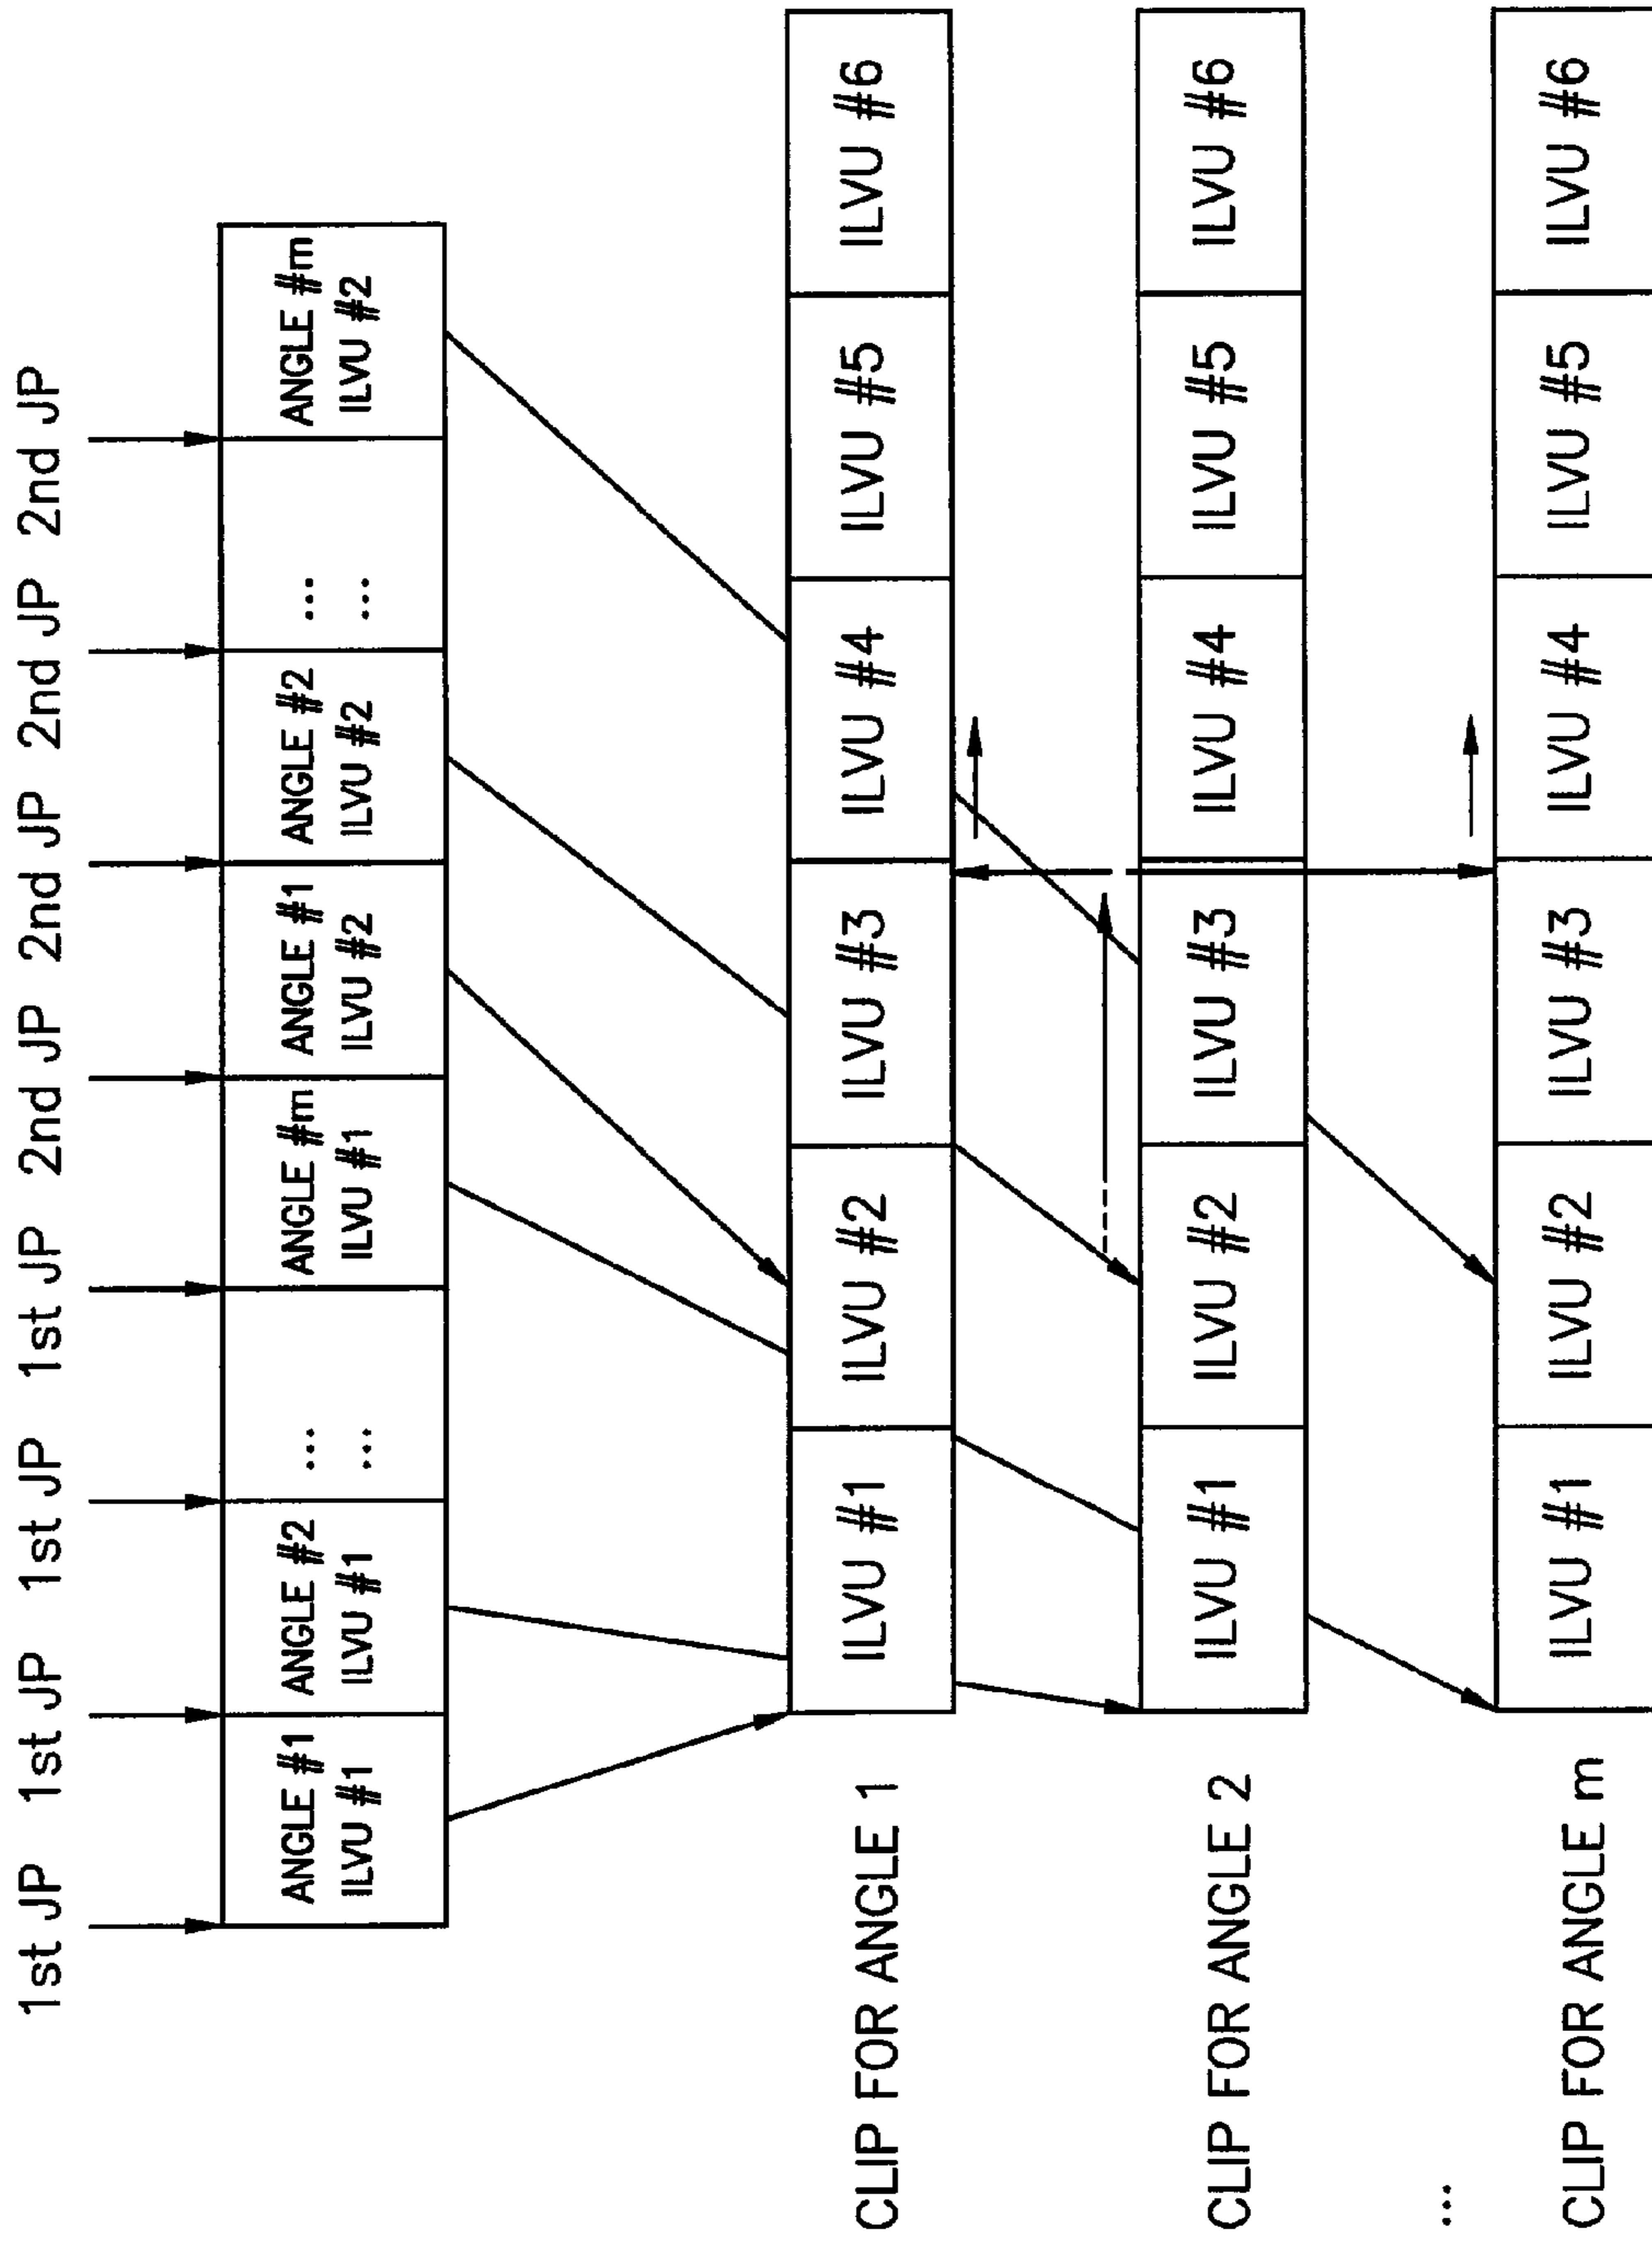 1st JP 1st JP 1st JP 1st JP 2nd JP 2nd JP 2nd JP 2nd JP
ANGLE #1
ILVU #1
ANGLE #2
ILVU #1
...
...
ANGLE #m
ILVU #1
ANGLE #1
ILVU #2
ANGLE #2
ILVU #2
...
...
ANGLE #m
ILVU #2
CLIP FOR ANGLE 1 ILVU #1 ILVU #2 ILVU #3 ILVU #4 ILVU #5 ILVU #6
CLIP FOR ANGLE 2 ILVU #1 ILVU #2 ILVU #3 ILVU #4 ILVU #5 ILVU #6
...
CLIP FOR ANGLE m ILVU #1 ILVU #2 ILVU #3 ILVU #4 ILVU #5 ILVU #6